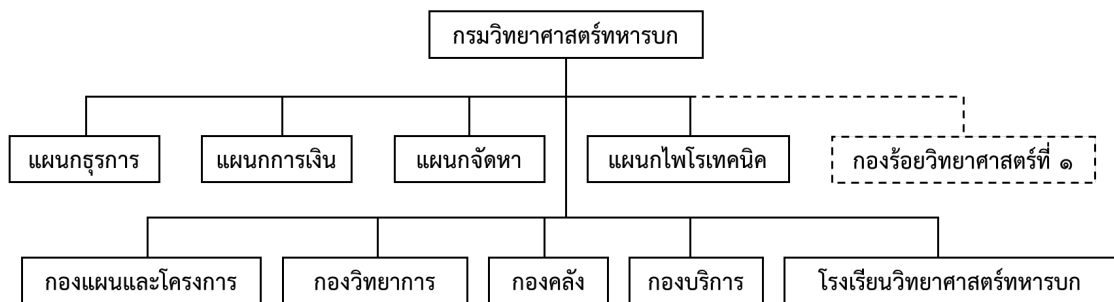 กรมวิทยาศาสตร์ทหารบก
แผนกธุรการ
แผนกการเงิน
แผนกจัดหา
แผนกไพโรเทคนิค
กองร้อยวิทยาศาสตร์ที่ ๑
กองแผนและโครงการ
กองวิทยาการ
กองคลัง
กองบริการ
โรงเรียนวิทยาศาสตร์ทหารบก